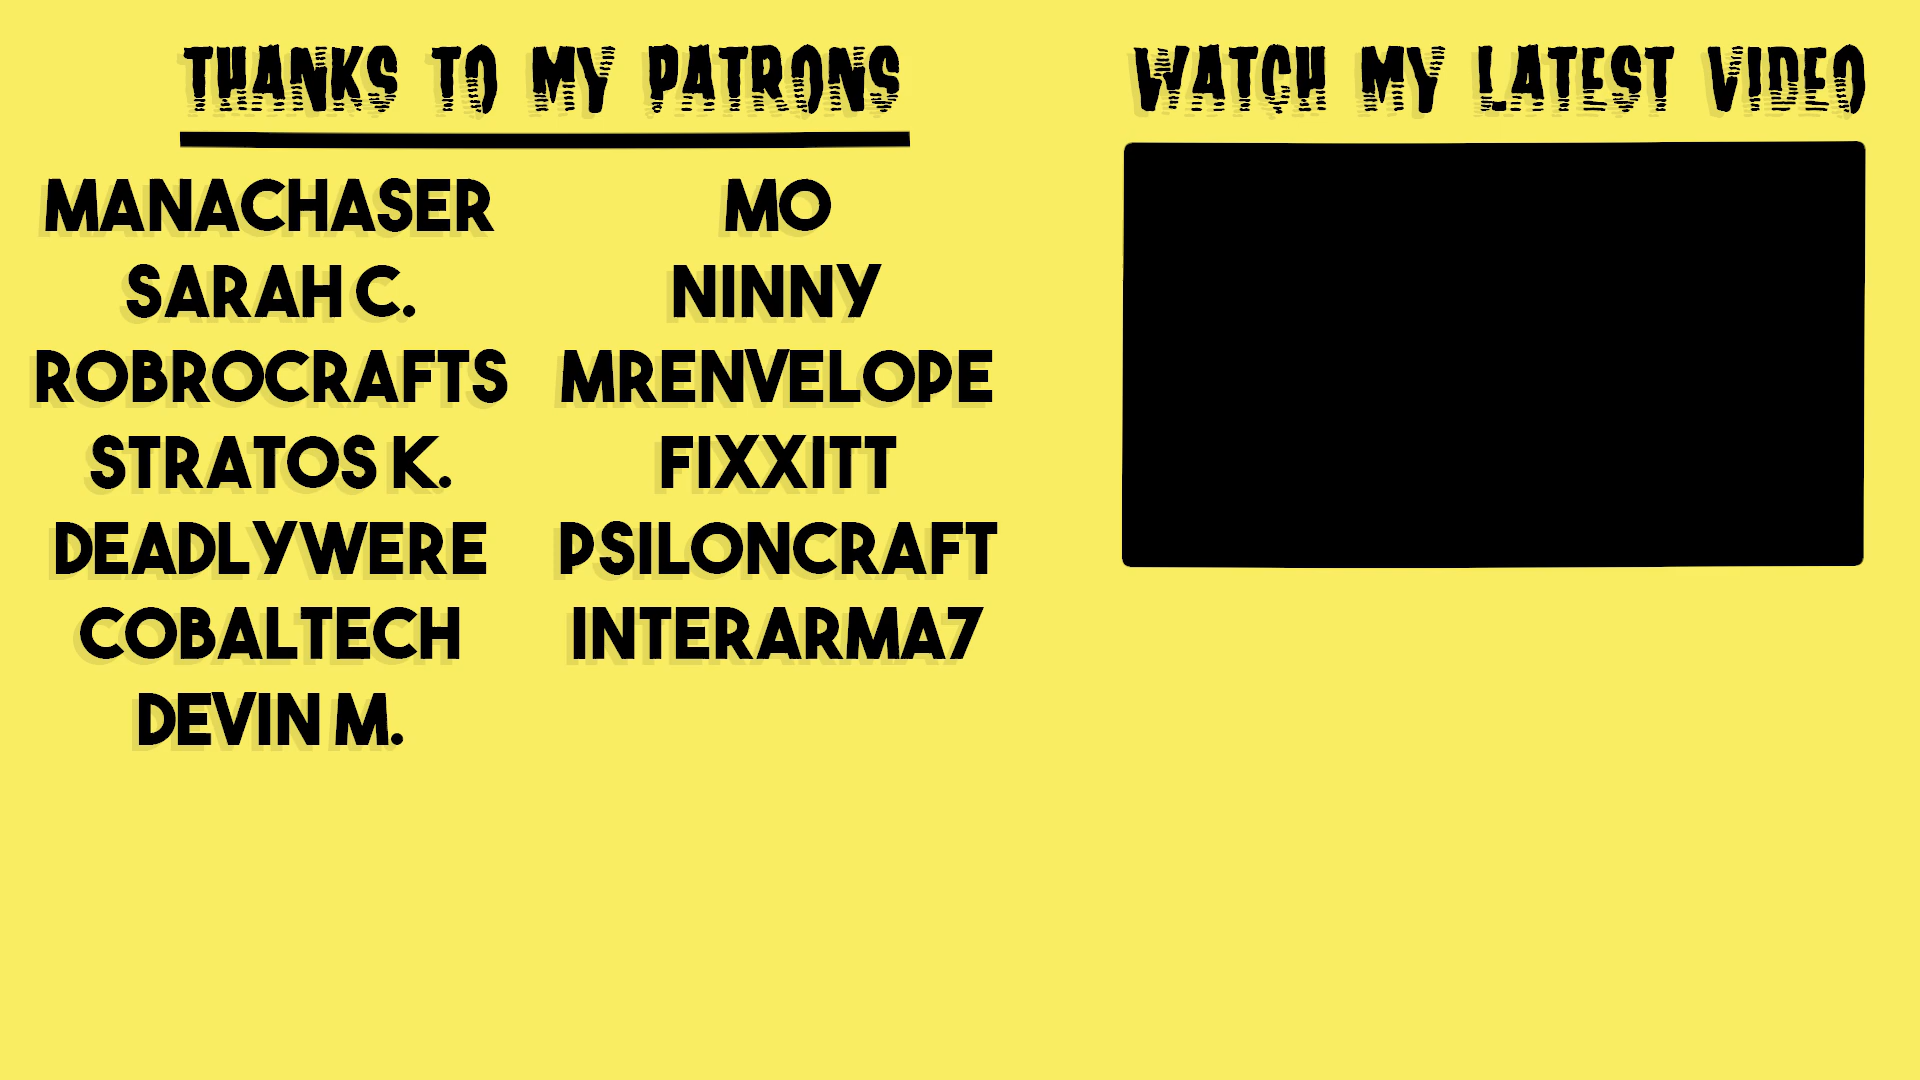 THANKS TO MY PATRONS
MANACHASER
SARAH C.
ROBROCRAFTS
STRATOS K.
DEADLYWERE
COBALTECH
DEVIN M.
MO
NINNY
MRENVELOPE
FIXXITT
PSILONCRAFT
INTERARMA7
WATCH MY LATEST VIDEO